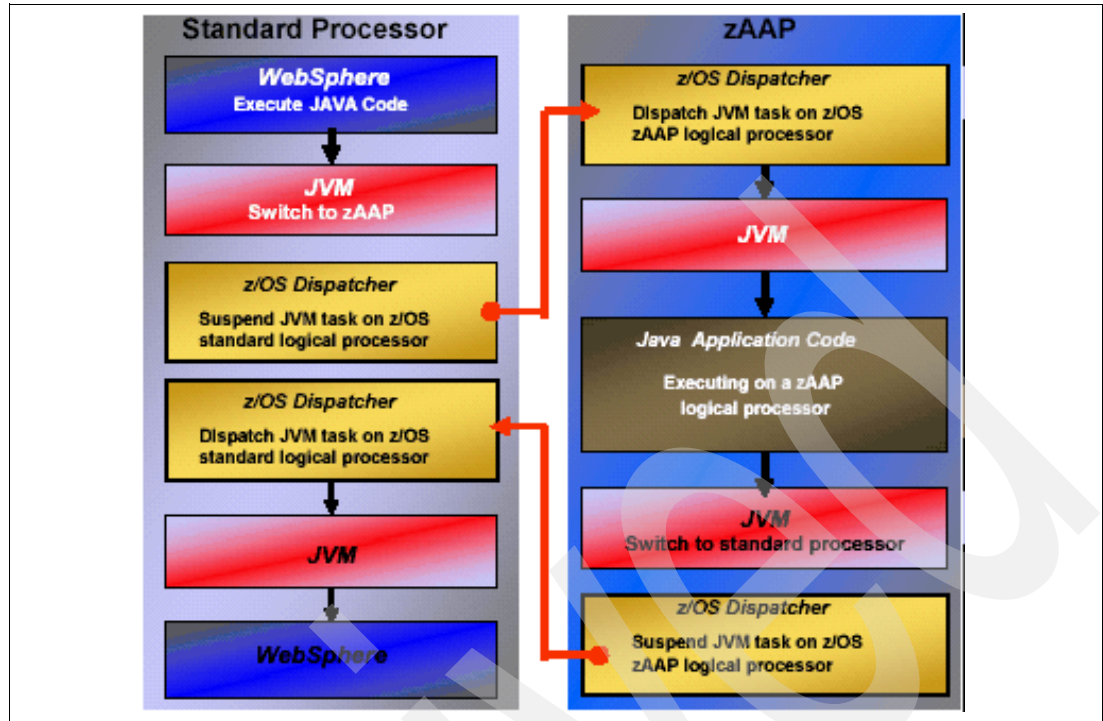 Standard Processor
WebSphere
Execute JAVA Code
JVM
Switch to zAAP
z/OS Dispatcher
Suspend JVM task on z/OS
standard logical processor
z/OS Dispatcher
Dispatch JVM task on z/OS
standard logical processor
JVM
WebSphere
zAAP
z/OS Dispatcher
Dispatch JVM task on z/OS
zAAP logical processor
JVM
Java Application Code
Executing on a zAAP
logical processor
JVM
Switch to standard processor
z/OS Dispatcher
Suspend JVM task on z/OS
zAAP logical processor